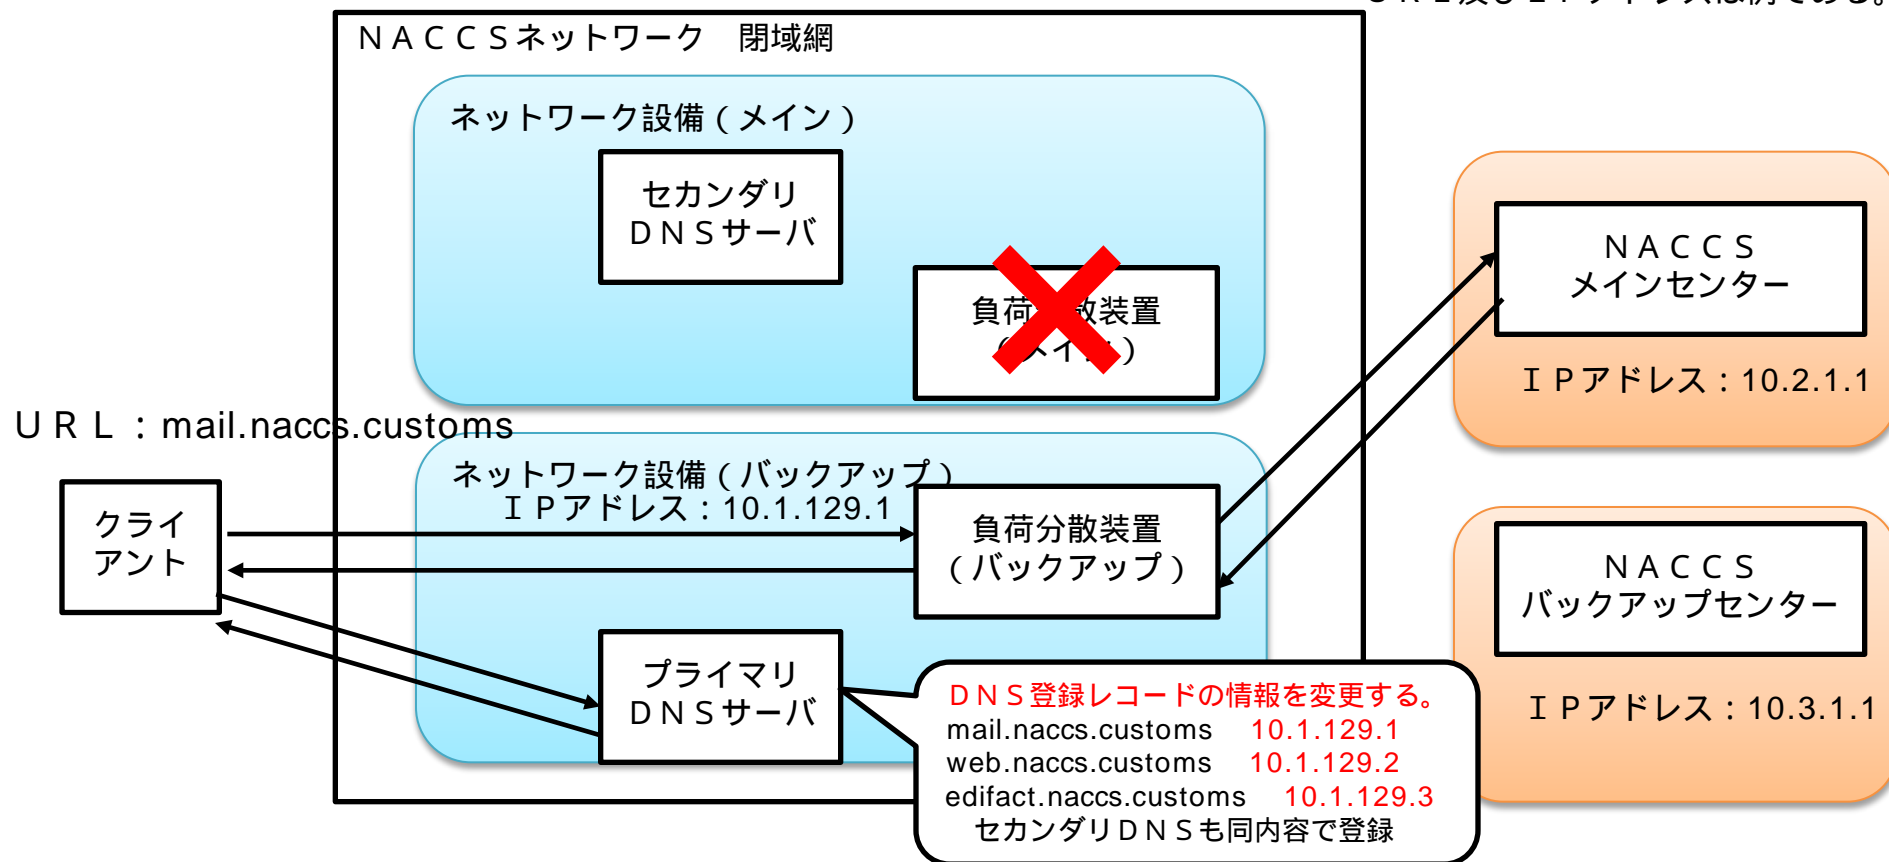 ＮＡＣＣＳネットワーク　閉域網
ネットワーク設備（メイン）
セカンダリ
ＤＮＳサーバ
負荷
散装置
ＮＡＣＣＳ
メインセンター
ＩＰアドレス：10.2.1.1
ＵＲＬ：mail.naccs.customs
ネットワーク設備（バックアップ）
ＩＰアドレス：10.1.129.1
クライ
アント
負荷分散装置
（バックアップ）
ＮＡＣＣＳ
バックアップセンター
ＩＰアドレス：10.3.1.1
プライマリ
ＤＮＳサーバ
ＤＮＳ登録レコードの情報を変更する。
mail.naccs.customs　10.1.129.1
web.naccs.customs　10.1.129.2
edifact.naccs.customs　10.1.129.3
セカンダリＤＮＳも同内容で登録